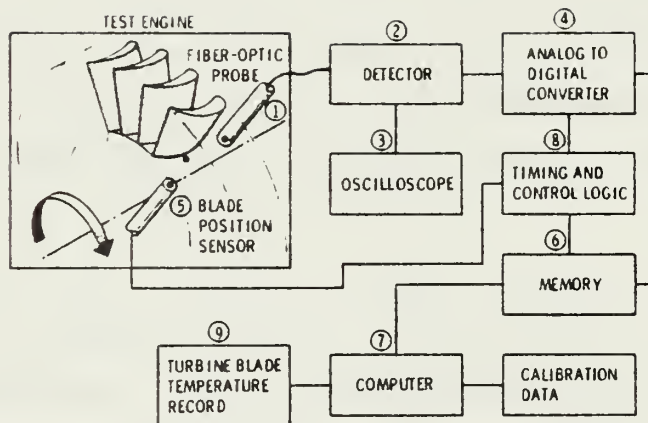 TEST ENGINE
FIBER-OPTIC
PROBE
①
⑤ BLADE
POSITION
SENSOR
②
DETECTOR
③
OSCILLOSCOPE
④
ANALOG TO
DIGITAL
CONVERTER
⑧
TIMING AND
CONTROL LOGIC
⑥
MEMORY
⑦
COMPUTER
⑨
TURBINE BLADE
TEMPERATURE
RECORD
CALIBRATION
DATA